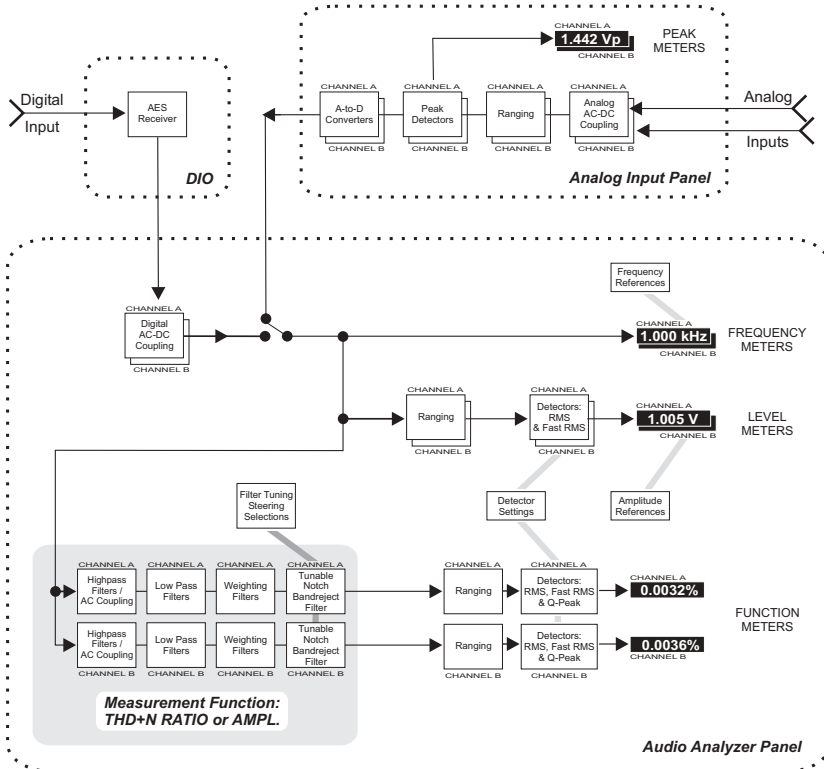 CHANNEL A
1.442 Vp
CHANNEL B
PEAK
METERS
Digital
Input
AES
Receiver
DIO
CHANNEL A
A-to-D
Converters
CHANNEL B
CHANNEL A
Peak
Detectors
CHANNEL B
CHANNEL A
Ranging
CHANNEL B
CHANNEL A
Analog
AC-DC
Coupling
CHANNEL B
Analog
Inputs
Analog Input Panel
Frequency
References
CHANNEL A
Digital
AC-DC
Coupling
CHANNEL B
CHANNEL A
1.000 kHz
CHANNEL B
FREQUENCY
METERS
CHANNEL A
Ranging
CHANNEL B
CHANNEL A
Detectors:
RMS
& Fast RMS
CHANNEL B
CHANNEL A
1.005 V
CHANNEL B
LEVEL
METERS
Filter Tuning
Steering
Selections
Detector
Settings
Amplitude
References
CHANNEL A
Highpass
Filters /
AC Coupling
CHANNEL A
Low Pass
Filters
CHANNEL A
Weighting
Filters
CHANNEL A
Tunable
Notch
Bandreject
Filter
CHANNEL A
Ranging
CHANNEL A
Detectors:
RMS, Fast RMS
& Q-Peak
CHANNEL A
0.0032%
FUNCTION
METERS
Highpass
Filters /
AC Coupling
CHANNEL B
Low Pass
Filters
CHANNEL B
Weighting
Filters
CHANNEL B
Tunable
Notch
Bandreject
Filter
CHANNEL B
Ranging
CHANNEL B
Detectors:
RMS, Fast RMS
& Q-Peak
CHANNEL B
0.0036%
CHANNEL B
Measurement Function:
THD+N RATIO or AMPL.
Audio Analyzer Panel